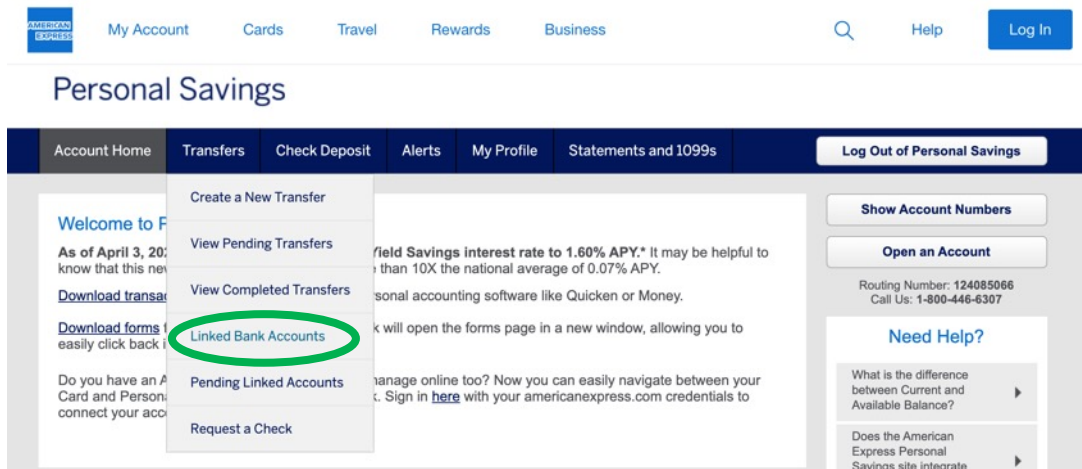 AMERICAN
EXPRESS
My Account Cards Travel Rewards Business Help Log In
Personal Savings
Account Home Transfers Check Deposit Alerts My Profile Statements and 1099s Log Out of Personal Savings
Create a New Transfer
View Pending Transfers
View Completed Transfers
Linked Bank Accounts
Pending Linked Accounts
Request a Check
Welcome to P
As of April 3, 202 Yield Savings interest rate to 1.60% APY.* It may be helpful to
know that this new than 10X the national average of 0.07% APY.
Download transac sonal accounting software like Quicken or Money.
Download forms k will open the forms page in a new window, allowing you to
easily click back i
Do you have an A manage online too? Now you can easily navigate between your
Card and Person k. Sign in here with your americanexpress.com credentials to
connect your acco
Show Account Numbers
Open an Account
Routing Number: 124085066
Call Us: 1-800-446-6307
Need Help?
What is the difference
between Current and
Available Balance?
Does the American
Express Personal
Savings site integrate